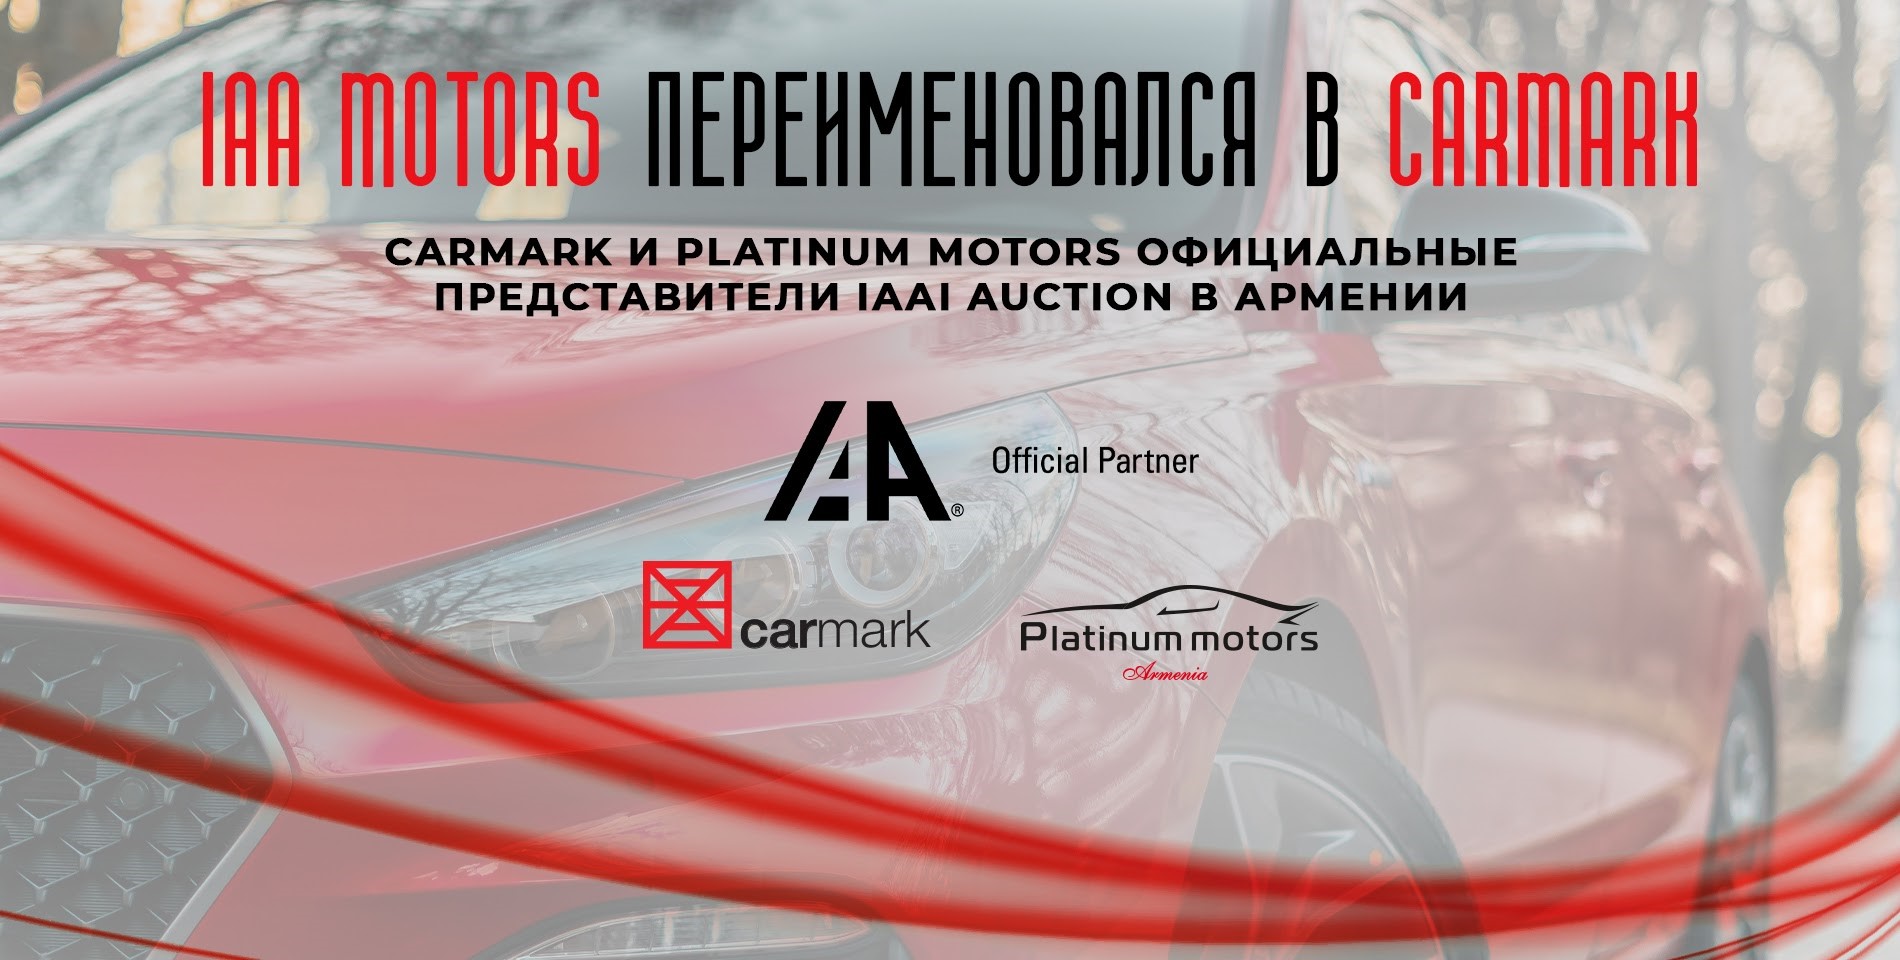 IAA MOTORS ПЕРЕИМЕНОВАЛСЯ В CARMARK
CARMARK И PLATINUM MOTORS ОФИЦИАЛЬНЫЕ
ПРЕДСТАВИТЕЛИ IAAI AUCTION В АРМЕНИИ
IAA® Official Partner
carmark
Platinum motors
Armenia